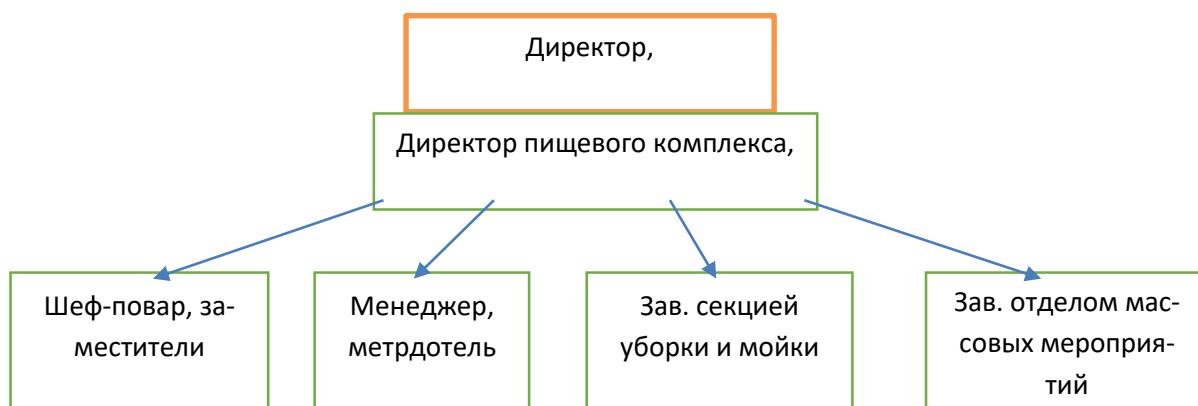 Директор,
Директор пищевого комплекса,
Шеф-повар, за-
местители
Менеджер,
метрдотель
Зав. секцией
уборки и мойки
Зав. отделом мас-
совых мероприя-
тий